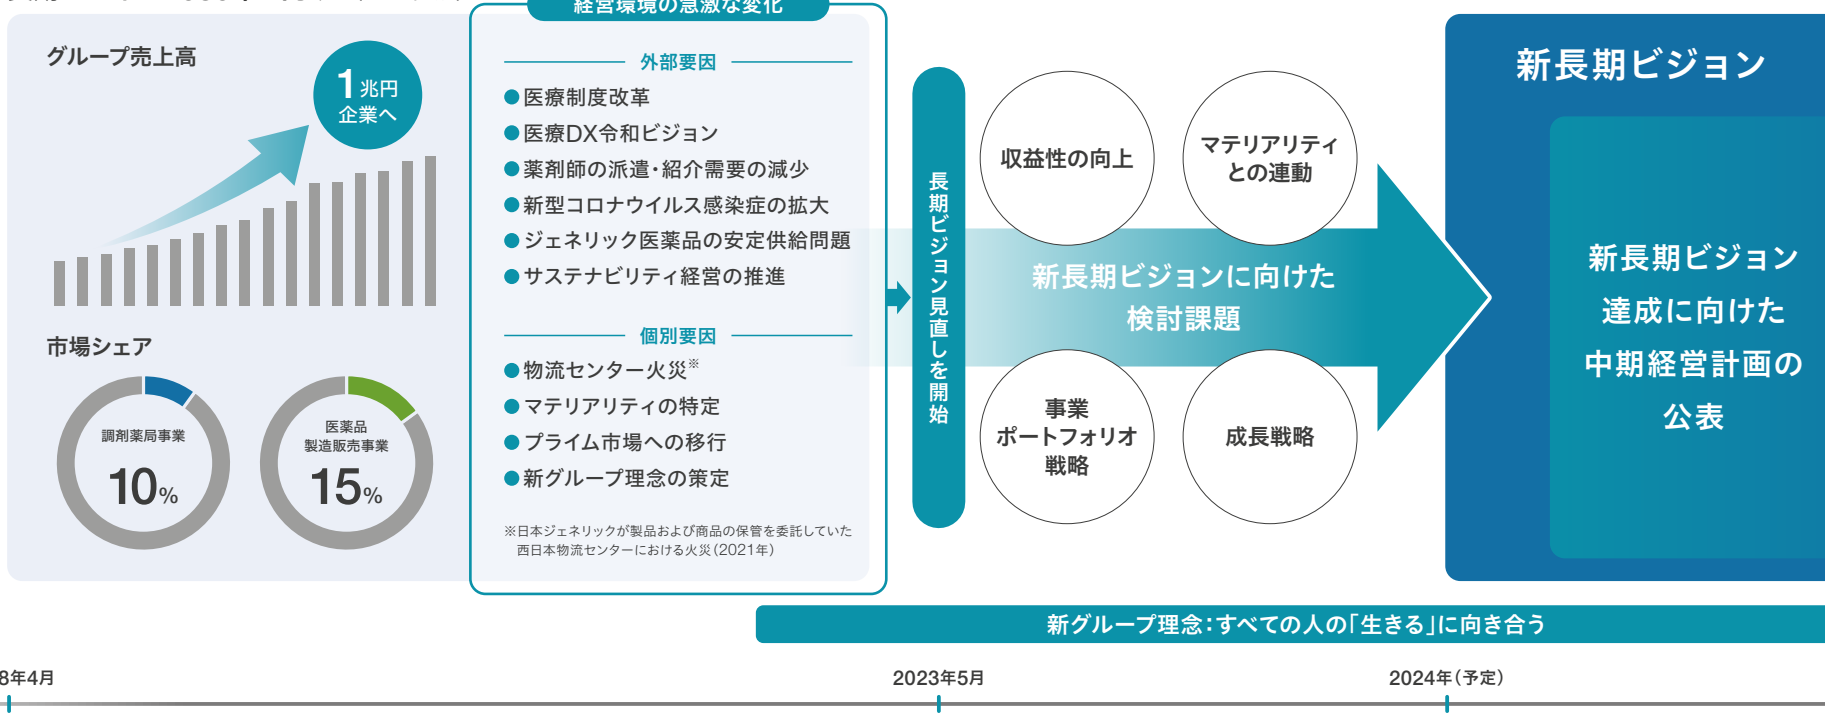 経営環境の急激な変化
グループ売上高
1兆円
企業へ
市場シェア
調剤薬局事業
10%
医薬品
製造販売事業
15%
外部要因
●医療制度改革
●医療DX令和ビジョン
●薬剤師の派遣・紹介需要の減少
●新型コロナウイルス感染症の拡大
●ジェネリック医薬品の安定供給問題
●サステナビリティ経営の推進
個別要因
●物流センター火災※
●マテリアリティの特定
●プライム市場への移行
●新グループ理念の策定
※日本ジェネリックが製品および商品の保管を委託していた
西日本物流センターにおける火災(2021年)
長期ビジョン見直しを開始
収益性の向上
マテリアリティ
との連動
新長期ビジョンに向けた
検討課題
事業
ポートフォリオ
戦略
成長戦略
新長期ビジョン
新長期ビジョン
達成に向けた
中期経営計画の
公表
新グループ理念:すべての人の「生きる」に向き合う
8年4月
2023年5月
2024年(予定)